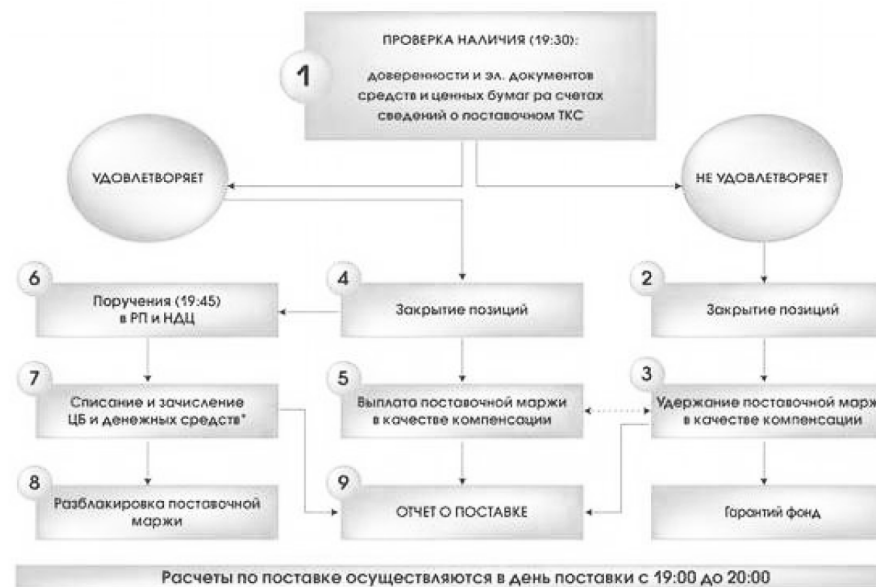 ПРОВЕРКА НАЛИЧИЯ (19:30):
1
доверенности и эл. документов
средств и ценных бумаг ра счетах
сведений о поставочном ТКС
УДОВЛЕТВОРЯЕТ
НЕ УДОВЛЕТВОРЯЕТ
6
Поручения (19:45)
в РП и НДЦ
4
Закрытие позиций
2
Закрытие позиций
7
Списание и зачисление
ЦБ и денежных средств*
5
Выплата поставочной маржи
в качестве компенсации
3
Удержание поставочной марж
в качестве компенсации
8
Разблакировка поставочной
маржи
9
ОТЧЕТ О ПОСТАВКЕ
Гарантий фонд
Расчеты по поставке осуществляются в день поставки с 19:00 до 20:00